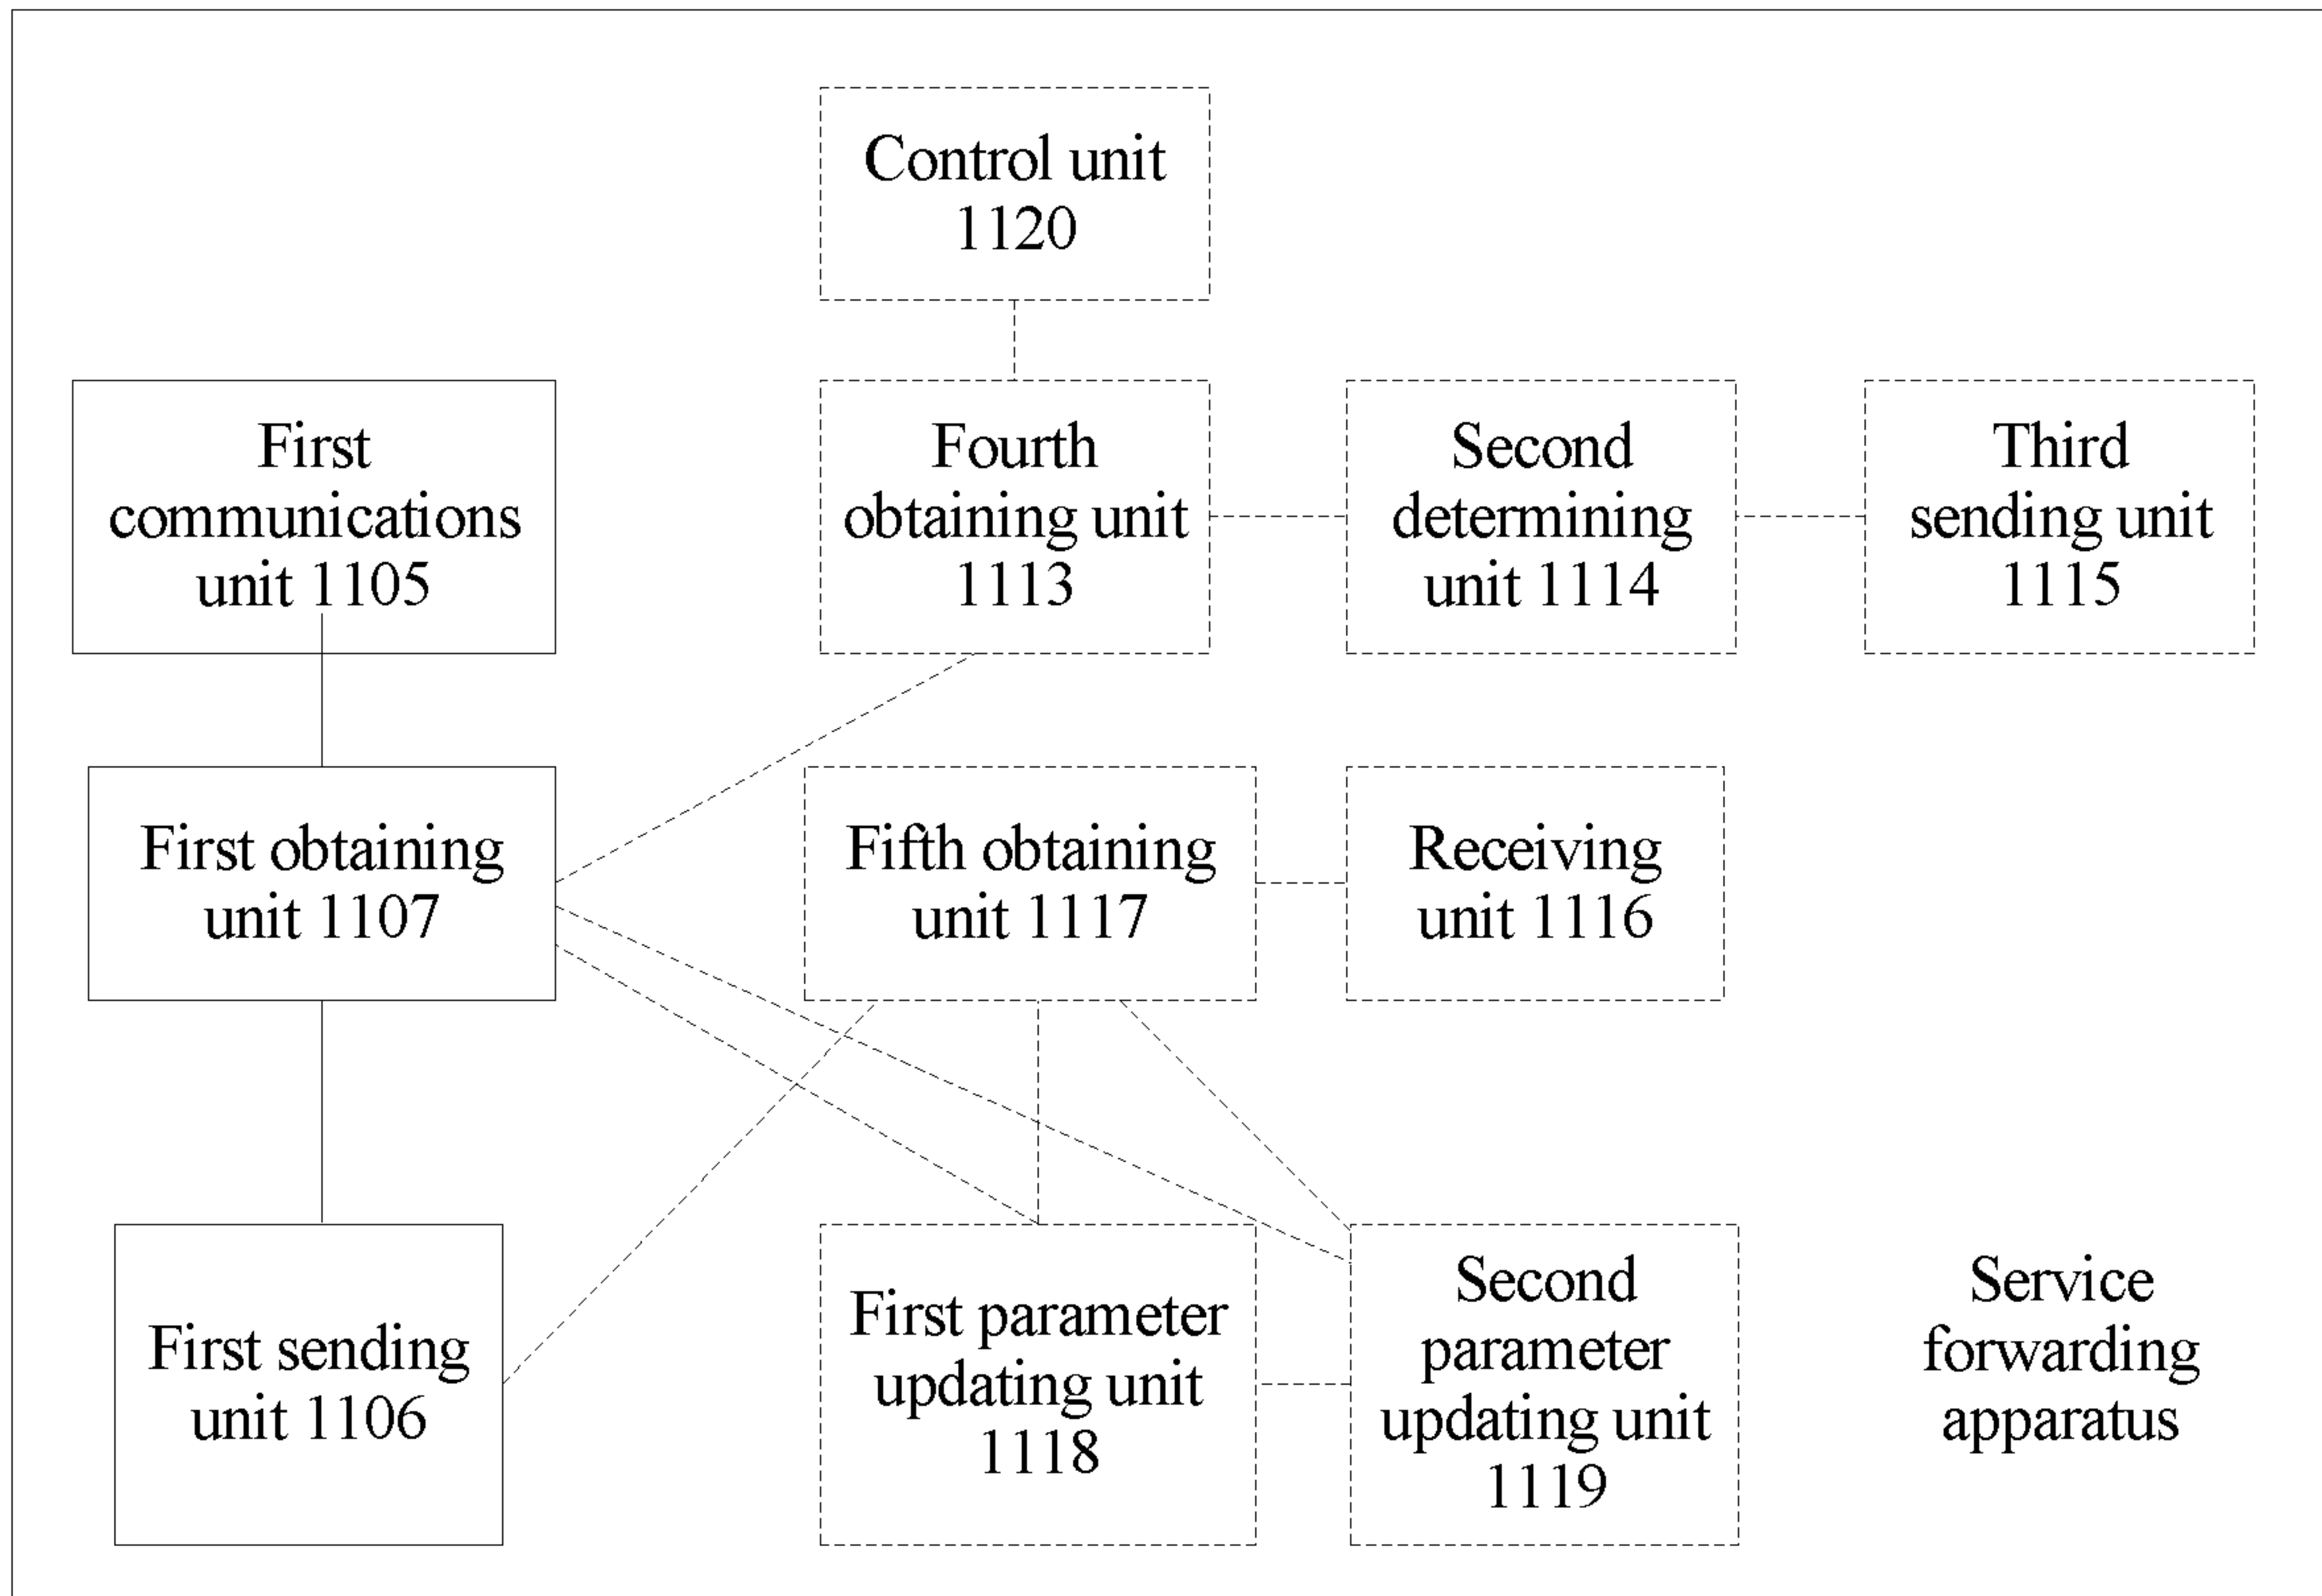 Control unit
1120
First
communications
unit 1105
Fourth
obtaining unit
1113
Second
determining
unit 1114
Third
sending unit
1115
First obtaining
unit 1107
Fifth obtaining
unit 1117
Receiving
unit 1116
First sending
unit 1106
First parameter
updating unit
1118
Second
parameter
updating unit
1119
Service
forwarding
apparatus